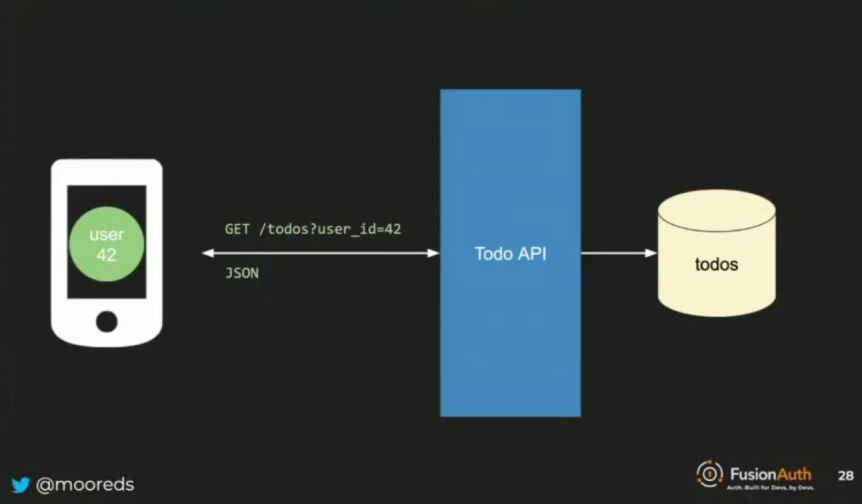 user
42
GET /todos?user_id=42
JSON
Todo API
todos
@mooreds
FusionAuth
Auth. Built for Devs, by Devs.
28